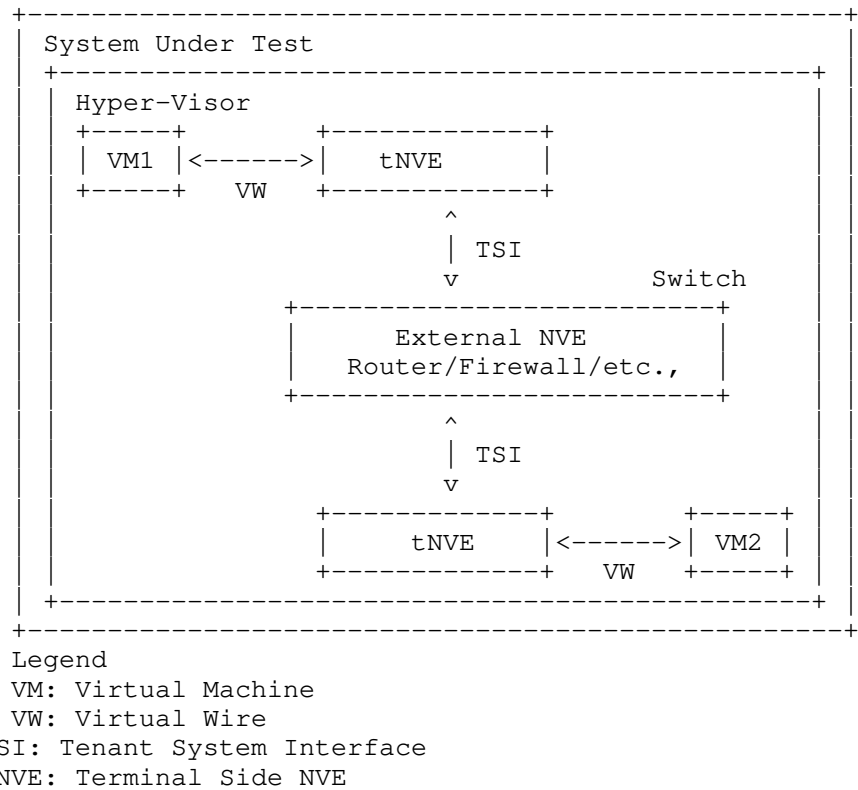 System Under Test
Hyper-Visor
VM1 tNVE
VW
TSI
Switch
External NVE
Router/Firewall/etc.,
TSI
tNVE VM2
VW
Legend
VM: Virtual Machine
VW: Virtual Wire
SI: Tenant System Interface
NVE: Terminal Side NVE